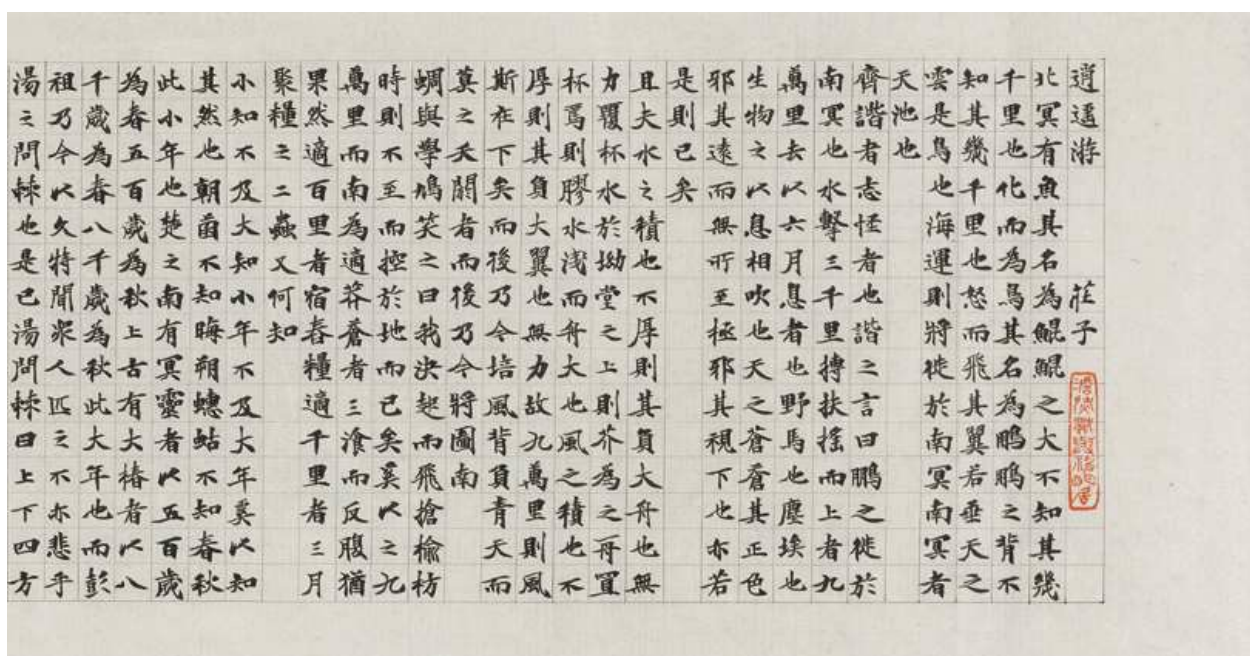 逍遥游 莊子
北冥有魚其名為鯤鯤之大不知其幾
千里也化而為鳥其名為鵬鵬之背不
知其幾千里也怒而飛其翼若垂天之
雲是鳥也海運則將徙於南冥南冥者
天池也
齊諧者志怪者也諧之言曰鵬之徙於
南冥也水擊三千里摶扶搖而上者九
萬里去以六月息者也野馬也塵埃也
生物之以息相吹也天之蒼蒼其正色
邪其遠而無所至極邪其視下也亦若
是則已矣
且夫水之積也不厚則其負大舟也無
力覆杯水於坳堂之上則芥為之舟置
杯焉則膠水淺而舟大也風之積也不
厚則其負大翼也無力故九萬里則風
斯在下矣而後乃今培風背負青天而
莫之夭閼者而後乃今將圖南
蜩與學鳩笑之曰我決起而飛搶榆枋
時則不至而控於地而已矣奚以之九
萬里而南為適莽蒼者三飡而反腹猶
果然適百里者宿舂糧適千里者三月
聚糧之二蟲又何知
小知不及大知小年不及大年奚以知
其然也朝菌不知晦朔蟪蛄不知春秋
此小年也楚之南有冥靈者以五百歲
為春五百歲為秋上古有大椿者以八
千歲為春八千歲為秋此大年也而彭
祖乃今以久特聞衆人匹之不亦悲乎
湯之問棘也是已湯問棘曰上下四方